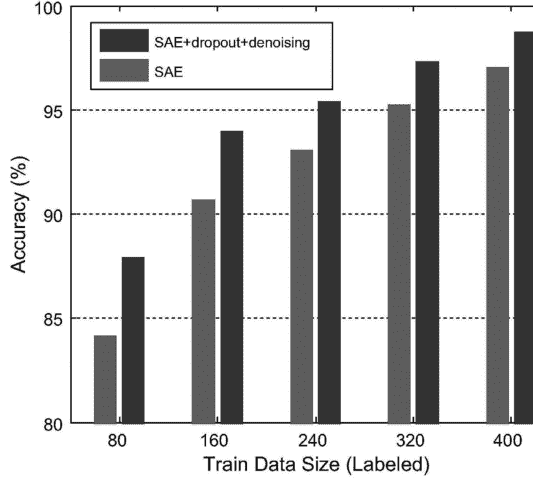 100
95
90
85
80
Accuracy (%)
SAE+dropout+denoising
SAE
80 160 240 320 400
Train Data Size (Labeled)